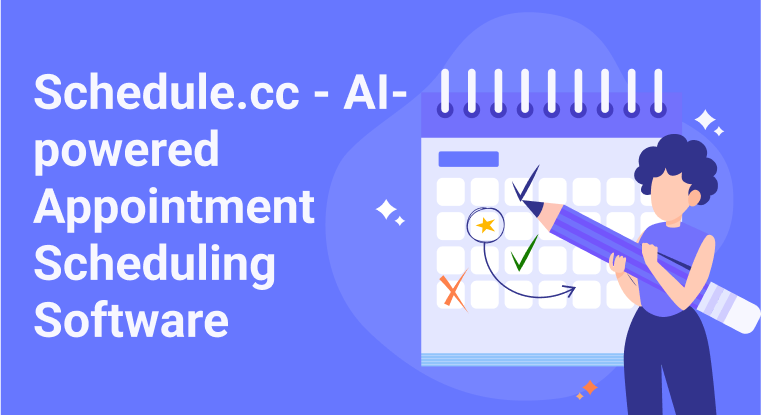 Schedule.cc - AI-
powered
Appointment
Scheduling
Software